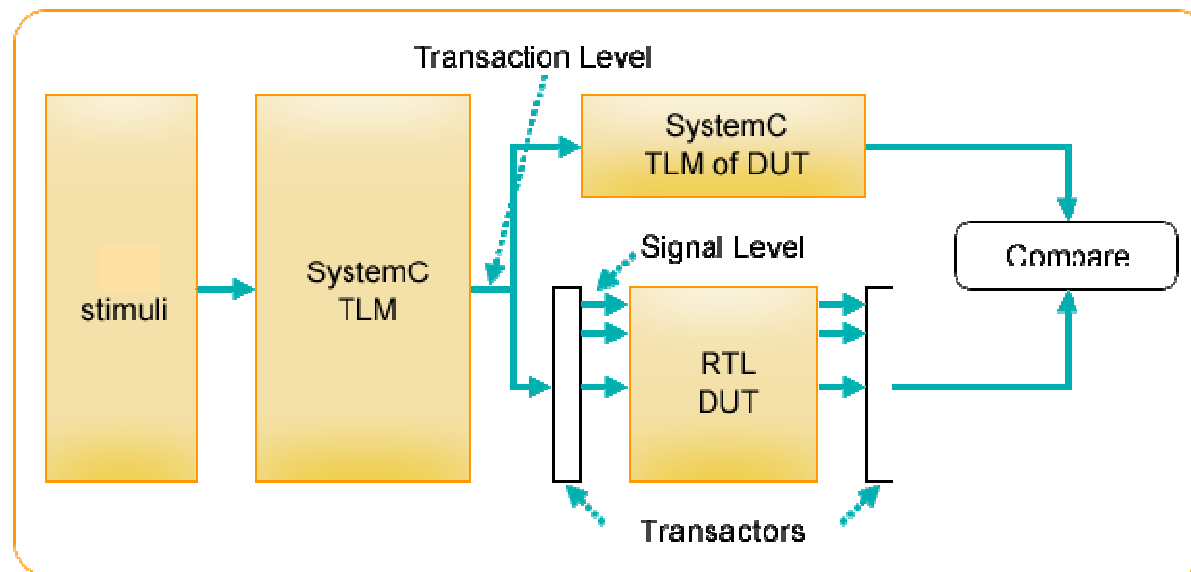 Transaction Level
SystemC
TLM of DUT
Signal Level
Compare
stimuli
SystemC
TLM
RTL
DUT
Transactors